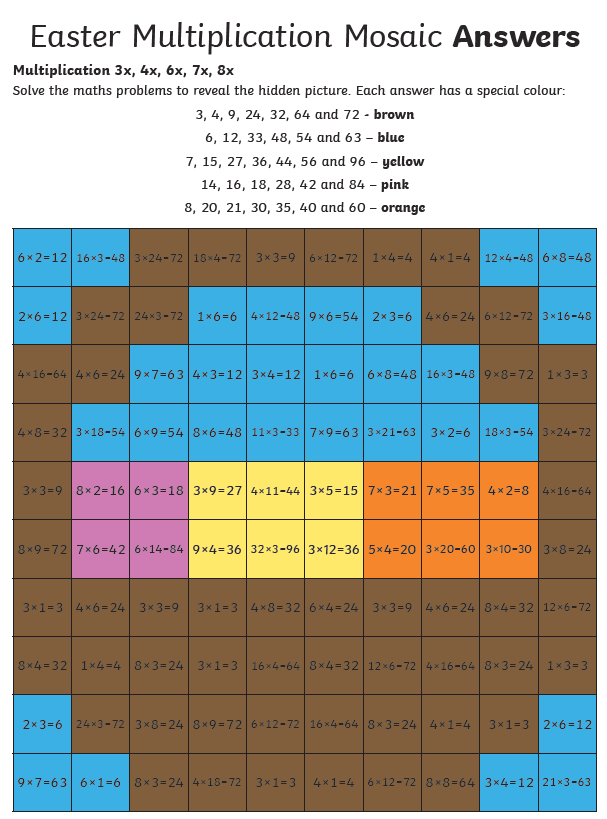 Easter Multiplication Mosaic Answers
Multiplication 3x, 4x, 6x, 7x, 8x
Solve the maths problems to reveal the hidden picture. Each answer has a special colour:
3, 4, 9, 24, 32, 64 and 72 - brown
6, 12, 33, 48, 54 and 63 – blue
7, 15, 27, 36, 44, 56 and 96 – yellow
14, 16, 18, 28, 42 and 84 – pink
8, 20, 21, 30, 35, 40 and 60 – orange
6×2=12 16×3=48 3×24=72 18×4=72 3×3=9 6×12=72 1×4=4 4×1=4 12×4=48 6×8=48
2×6=12 3×24=72 24×3=72 1×6=6 4×12=48 9×6=54 2×3=6 4×6=24 6×12=72 3×16=48
4×16=64 4×6=24 9×7=63 4×3=12 3×4=12 1×6=6 6×8=48 16×3=48 9×8=72 1×3=3
4×8=32 3×18=54 6×9=54 8×6=48 11×3=33 7×9=63 3×21=63 3×2=6 18×3=54 3×24=72
3×3=9 8×2=16 6×3=18 3×9=27 4×11=44 3×5=15 7×3=21 7×5=35 4×2=8 4×16=64
8×9=72 7×6=42 6×14=84 9×4=36 32×3=96 3×12=36 5×4=20 3×20=60 3×10=30 3×8=24
3×1=3 4×6=24 3×3=9 3×1=3 4×8=32 6×4=24 3×3=9 4×6=24 8×4=32 12×6=72
8×4=32 1×4=4 8×3=24 3×1=3 16×4=64 8×4=32 12×6=72 4×16=64 8×3=24 1×3=3
2×3=6 24×3=72 3×8=24 8×9=72 6×12=72 16×4=64 8×3=24 4×1=4 3×1=3 2×6=12
9×7=63 6×1=6 8×3=24 4×18=72 3×1=3 4×1=4 6×12=72 8×8=64 3×4=12 21×3=63